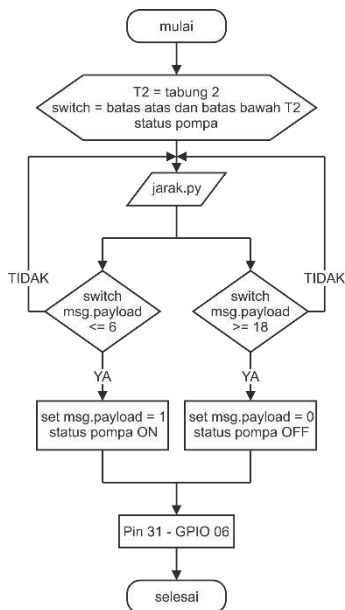 mulai
T2 = tabung 2
switch = batas atas dan batas bawah T2
status pompa
jarak.py
TIDAK
switch
msg.payload
<= 6
switch
msg.payload
>= 18
TIDAK
YA
YA
set msg.payload = 1
status pompa ON
set msg.payload = 0
status pompa OFF
Pin 31 - GPIO 06
selesai